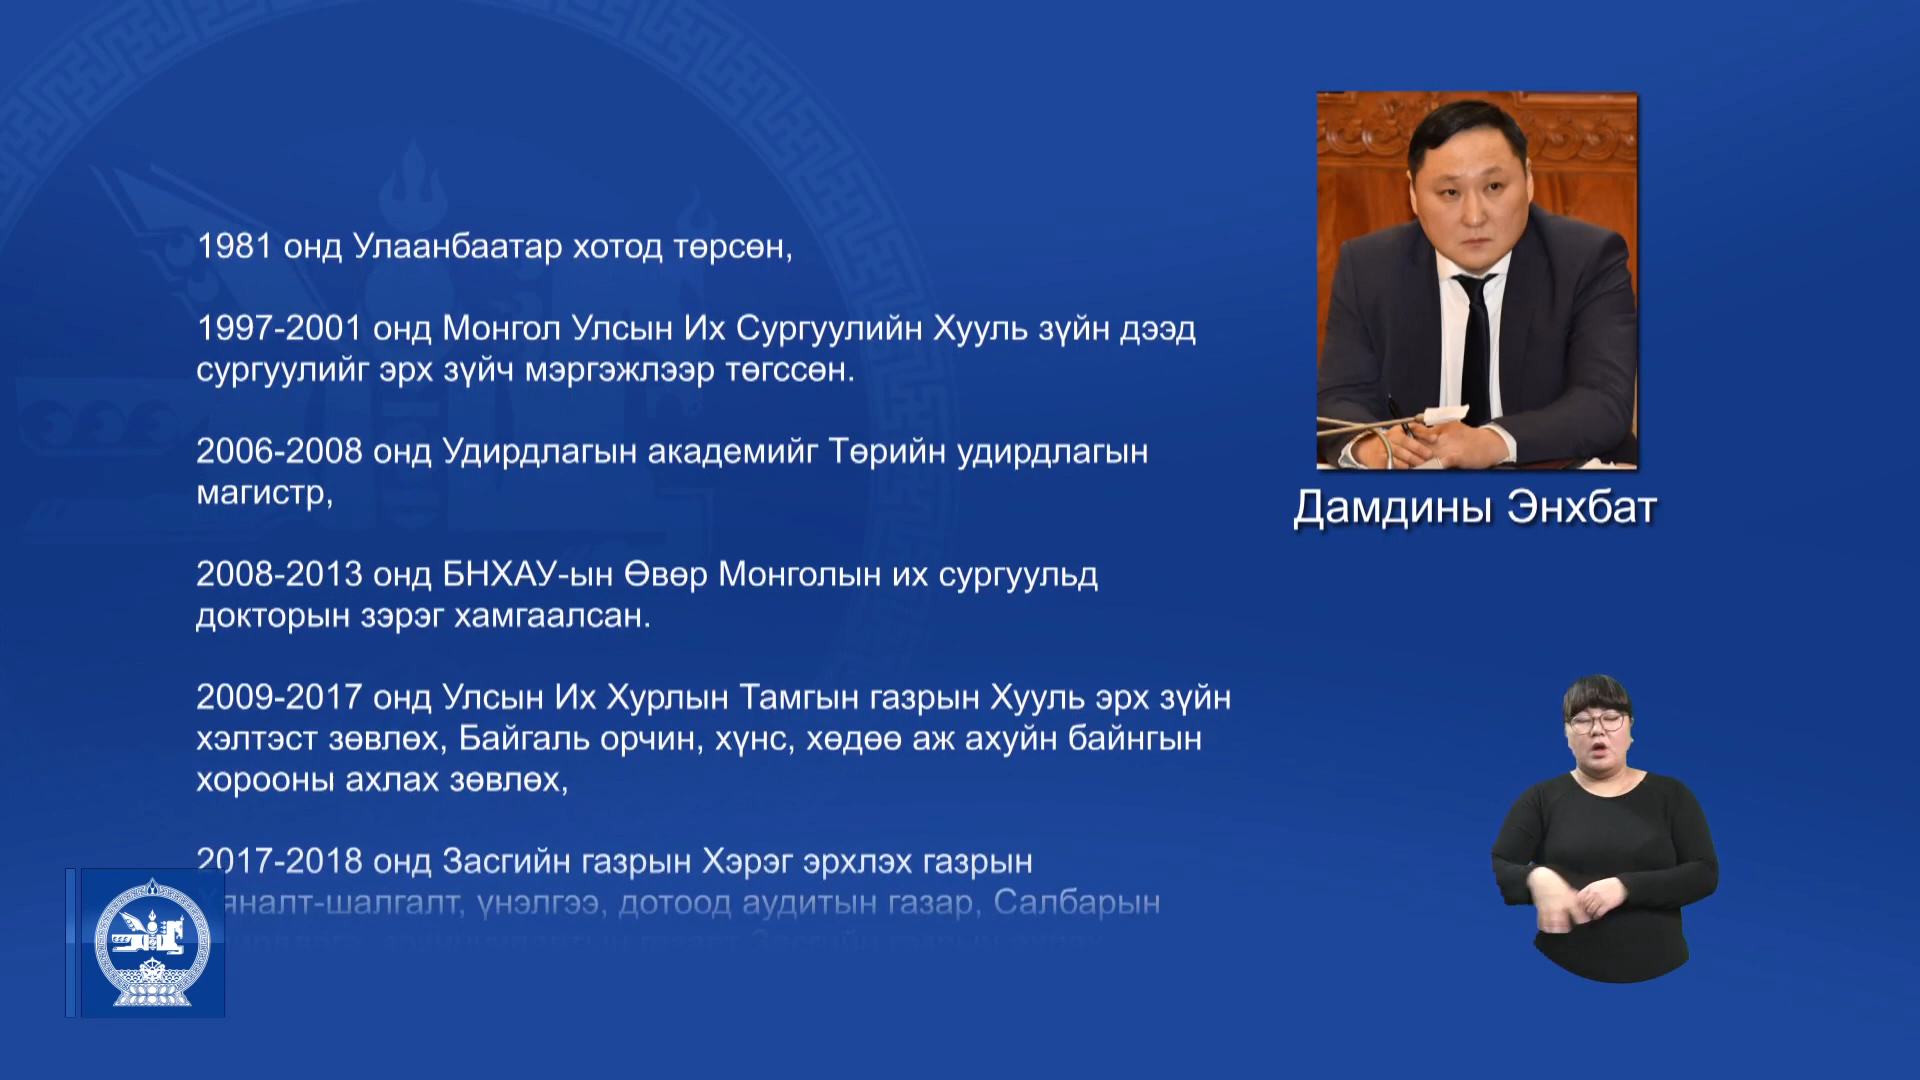 1981 онд Улаанбаатар хотод төрсөн,
1997-2001 онд Монгол Улсын Их Сургуулийн Хууль зүйн дээд
сургуулийг эрх зүйч мэргэжлээр төгссөн.
2006-2008 онд Удирдлагын академийг Төрийн удирдлагын
магистр,
2008-2013 онд БНХАУ-ын Өвөр Монголын их сургуульд
докторын зэрэг хамгаалсан.
2009-2017 онд Улсын Их Хурлын Тамгын газрын Хууль эрх зүйн
хэлтэст зөвлөх, Байгаль орчин, хүнс, хөдөө аж ахуйн байнгын
хорооны ахлах зөвлөх,
2017-2018 онд Засгийн газрын Хэрэг эрхлэх газрын
Хяналт-шалгалт, үнэлгээ, дотоод аудитын газар, Салбарын
Дамдины Энхбат